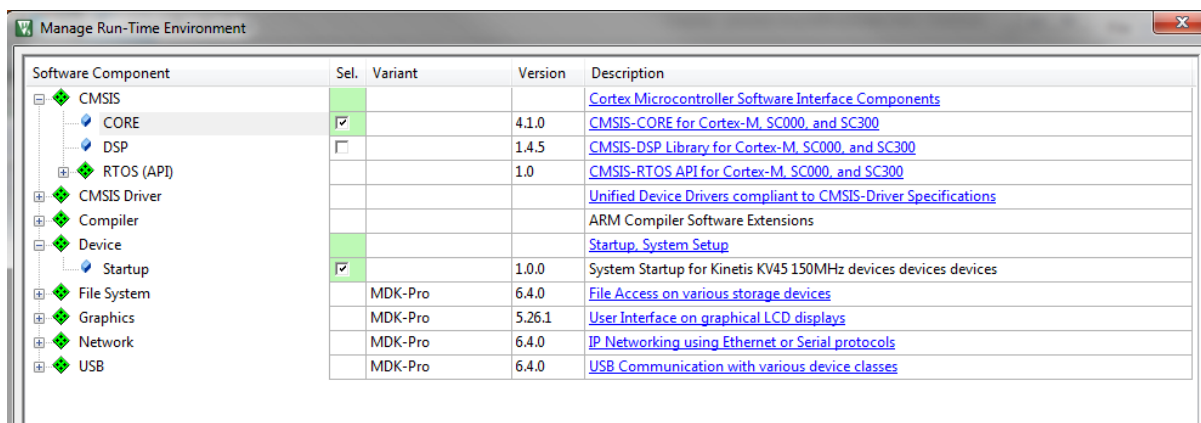 Manage Run-Time Environment
Software Component Sel. Variant Version Description
CMSIS Cortex Microcontroller Software Interface Components
CORE 4.1.0 CMSIS-CORE for Cortex-M, SC000, and SC300
DSP 1.4.5 CMSIS-DSP Library for Cortex-M, SC000, and SC300
RTOS (API) 1.0 CMSIS-RTOS API for Cortex-M, SC000, and SC300
CMSIS Driver Unified Device Drivers compliant to CMSIS-Driver Specifications
Compiler ARM Compiler Software Extensions
Device Startup, System Setup
Startup 1.0.0 System Startup for Kinetis KV45 150MHz devices devices devices
File System MDK-Pro 6.4.0 File Access on various storage devices
Graphics MDK-Pro 5.26.1 User Interface on graphical LCD displays
Network MDK-Pro 6.4.0 IP Networking using Ethernet or Serial protocols
USB MDK-Pro 6.4.0 USB Communication with various device classes